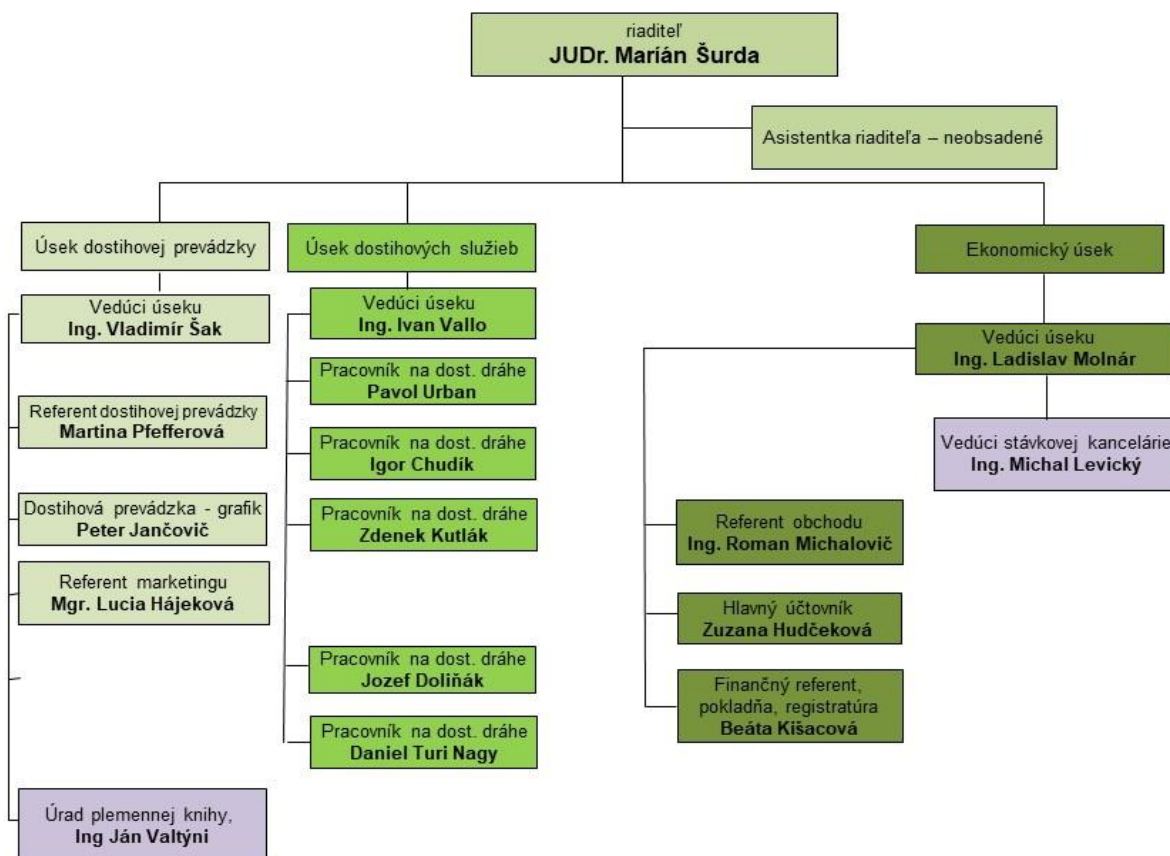 riaditeľ
JUDr. Marián Šurda
Asistentka riaditeľa – neobsadené
Úsek dostihovej prevádzky
Vedúci úseku
Ing. Vladimír Šak
Referent dostihovej prevádzky
Martina Pfefferová
Dostihová prevádzka - grafik
Peter Jančovič
Referent marketingu
Mgr. Lucia Hájeková
Úrad plemennej knihy,
Ing Ján Valtýni
Úsek dostihových služieb
Vedúci úseku
Ing. Ivan Vallo
Pracovník na dost. dráhe
Pavol Urban
Pracovník na dost. dráhe
Igor Chudík
Pracovník na dost. dráhe
Zdenek Kutlák
Pracovník na dost. dráhe
Jozef Doliňák
Pracovník na dost. dráhe
Daniel Turi Nagy
Ekonomický úsek
Vedúci úseku
Ing. Ladislav Molnár
Vedúci stávkovej kancelárie
Ing. Michal Levický
Referent obchodu
Ing. Roman Michalovič
Hlavný účtovník
Zuzana Hudčeková
Finančný referent,
pokladňa, registratúra
Beáta Kišacová